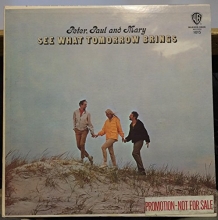 Peter, Paul and Mary
SEE WHAT TOMORROW BRINGS
PROMOTION-NOT FOR SALE